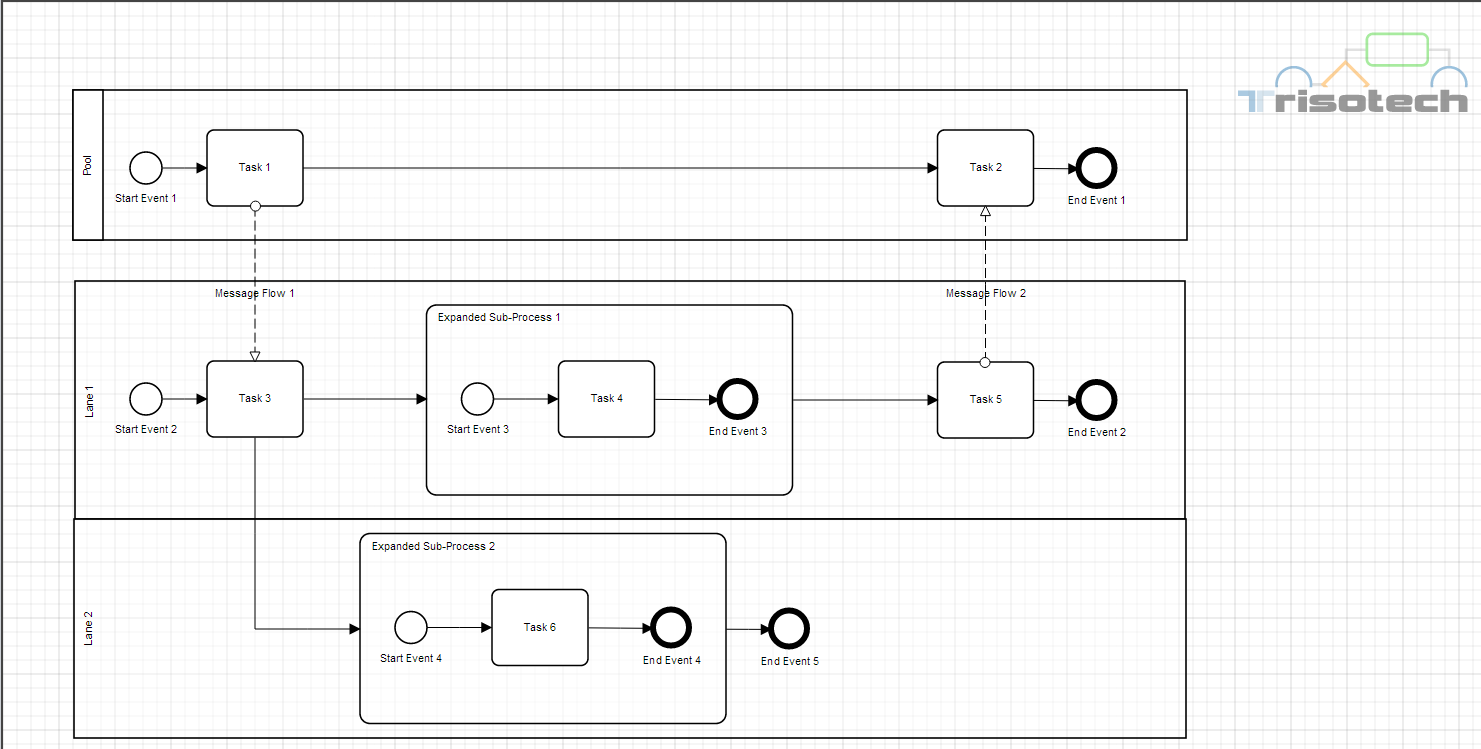 Trisotech
Pool
Task 1
Task 2
Start Event 1
End Event 1
Message Flow 1
Message Flow 2
Lane 1
Expanded Sub-Process 1
Task 3
Task 4
Task 5
Start Event 2
Start Event 3
End Event 3
End Event 2
Lane 2
Expanded Sub-Process 2
Task 6
Start Event 4
End Event 4
End Event 5